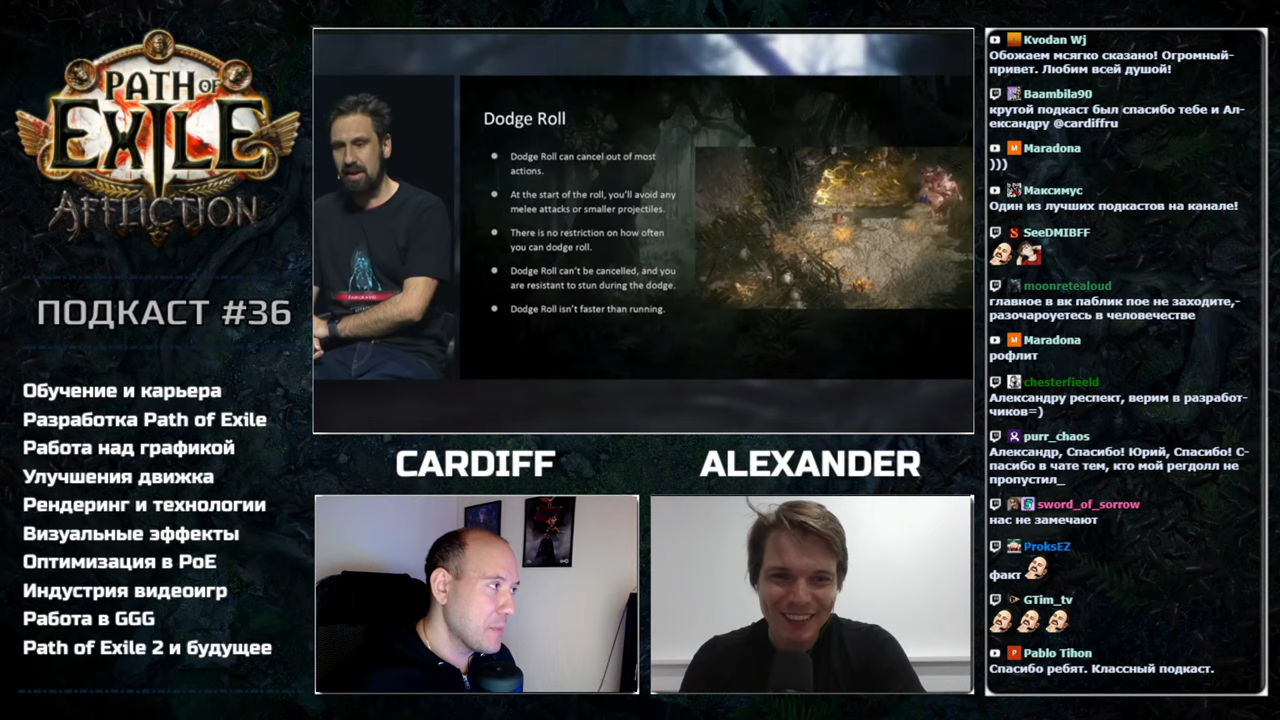 PATH OF
EXILE
AFFLICTION
ПОДКАСТ #36
Обучение и карьера
Разработка Path of Exile
Работа над графикой
Улучшения движка
Рендеринг и технологии
Визуальные эффекты
Оптимизация в PoE
Индустрия видеоигр
Работа в GGG
Path of Exile 2 и будущее
Dodge Roll
Dodge Roll can cancel out of most
actions.
At the start of the roll, you'll avoid any
melee attacks or smaller projectiles.
There is no restriction on how often
you can dodge roll.
Dodge Roll can't be cancelled, and you
are resistant to stun during the dodge.
Dodge Roll isn't faster than running.
CARDIFF
ALEXANDER
Kvodan Wj
Обожаем мсягко сказано! Огромный-
привет. Любим всей душой!
Baambila90
крутой подкаст был спасибо тебе и Ал-
ександру @cardiffru
Maradona
)))
Максимус
Один из лучших подкастов на канале!
SeeDMIBFF
moonretealoud
главное в вк паблик пое не заходите,-
разочароуетесь в человечестве
Maradona
рофлит
chesterfieeld
Александру респект, верим в разработ-
чиков=)
purr_chaos
Александр, Спасибо! Юрий, Спасибо! С-
пасибо в чате тем, кто мой регдолл не
пропустил_
sword_of_sorrow
нас не замечают
ProksEZ
факт
GTim_tv
Pablo Tihon
Спасибо ребят. Классный подкаст.